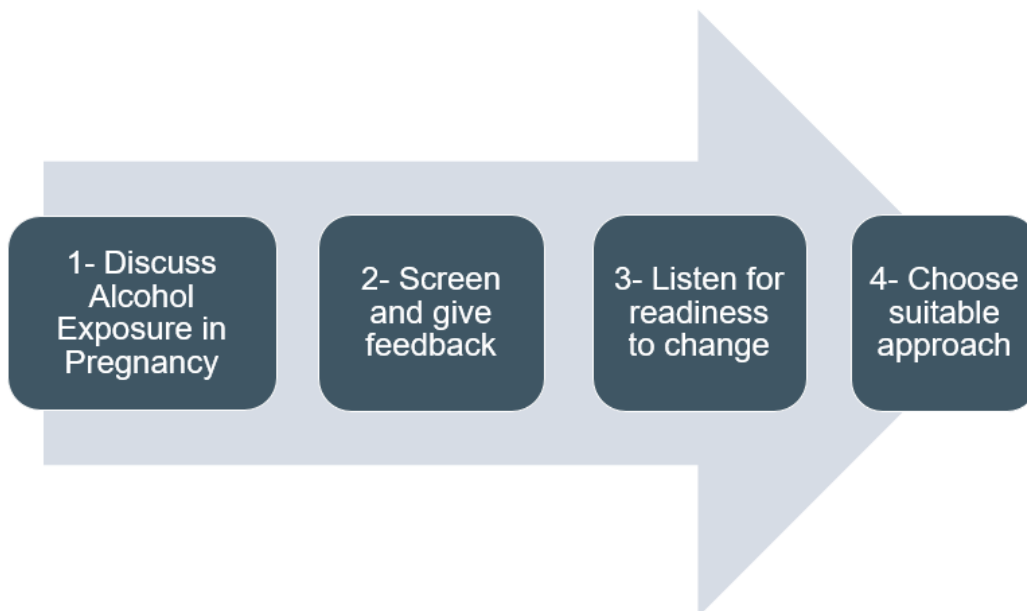 1- Discuss
Alcohol
Exposure in
Pregnancy
2- Screen
and give
feedback
3- Listen for
readiness
to change
4- Choose
suitable
approach